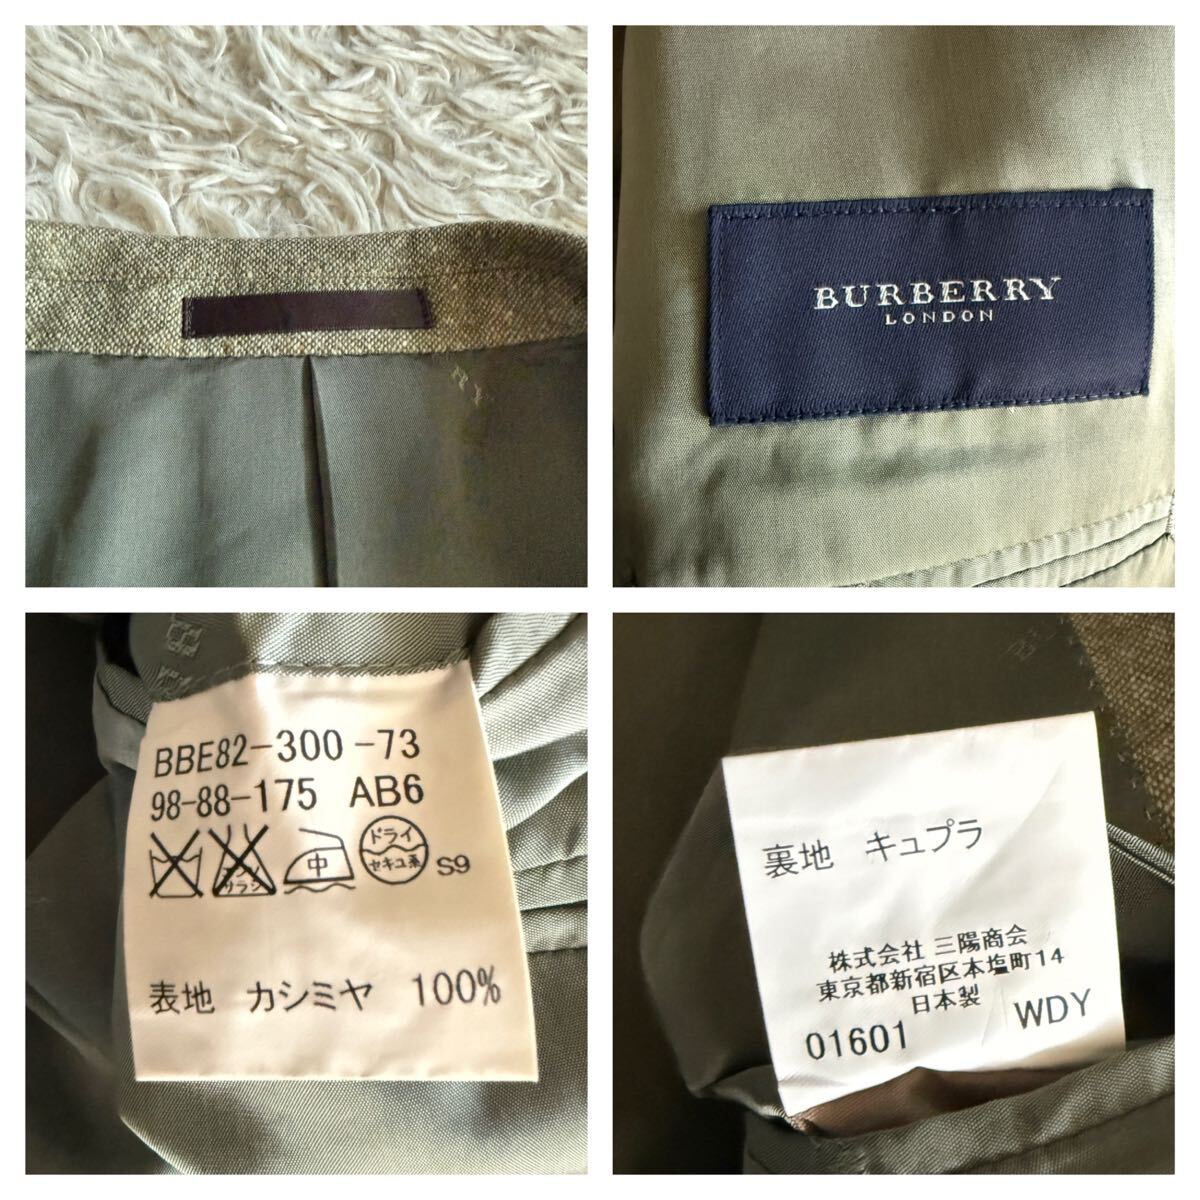 BURBERRY
LONDON
BBE82-300-73
98-88-175 AB6
中
ドライ
セキユ系
S9
表地 カシミヤ 100%
裏地 キュプラ
株式会社 三陽商会
東京都新宿区本塩町14
日本製
01601 WDY